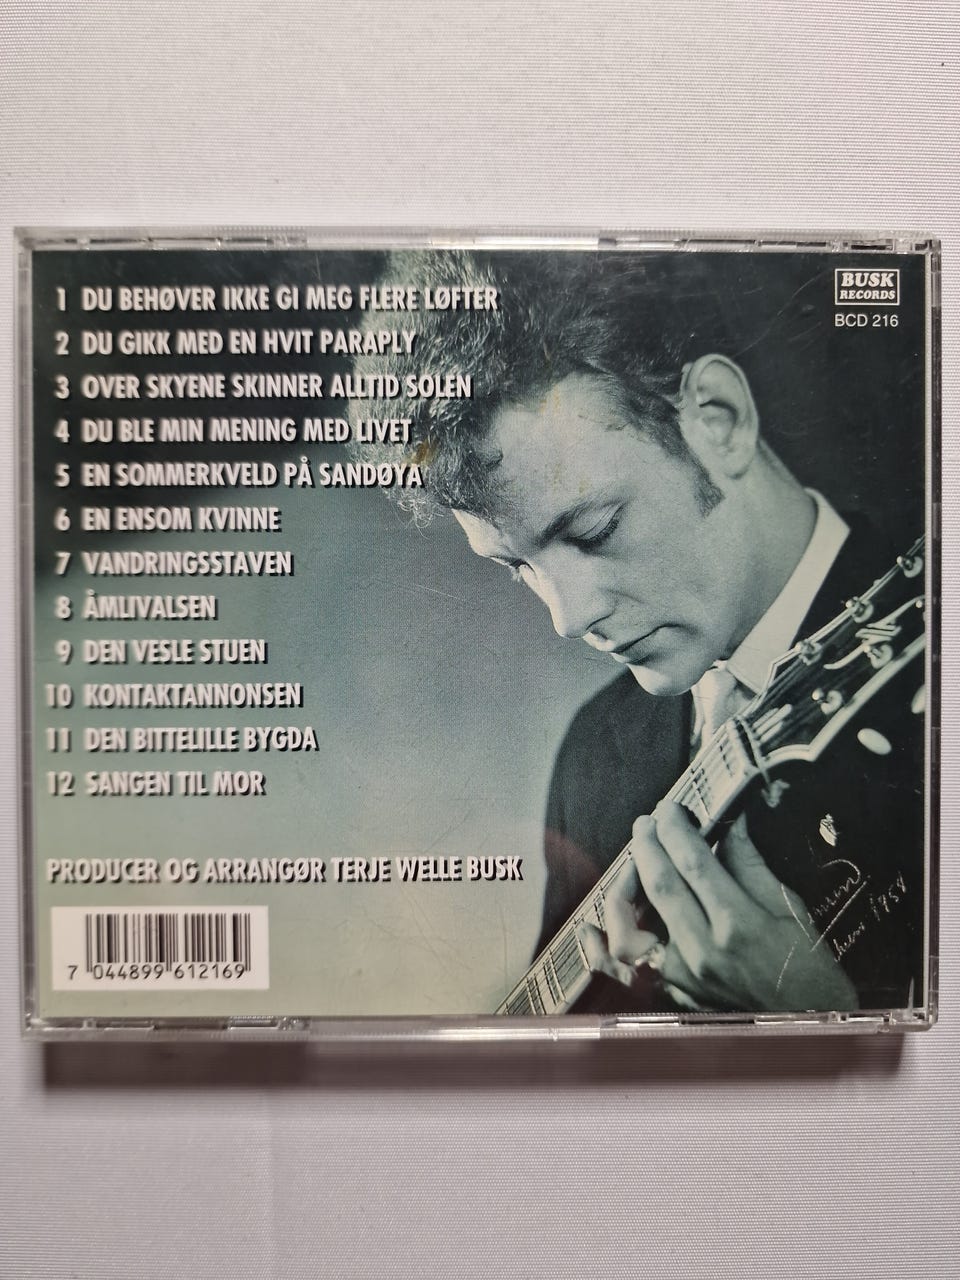 BUSK
RECORDS
BCD 216
1 DU BEHØVER IKKE GI MEG FLERE LØFTER
2 DU GIKK MED EN HVIT PARAPLY
3 OVER SKYENE SKINNER ALLTID SOLEN
4 DU BLE MIN MENING MED LIVET
5 EN SOMMERKVELD PÅ SANDØYA
6 EN ENSOM KVINNE
7 VANDRINGSSTAVEN
8 ÅMLIVALSEN
9 DEN VESLE STUEN
10 KONTAKTANNONSEN
11 DEN BITTELILLE BYGDA
12 SANGEN TIL MOR
PRODUCER OG ARRANGØR TERJE WELLE BUSK
7 044899 612169
1958